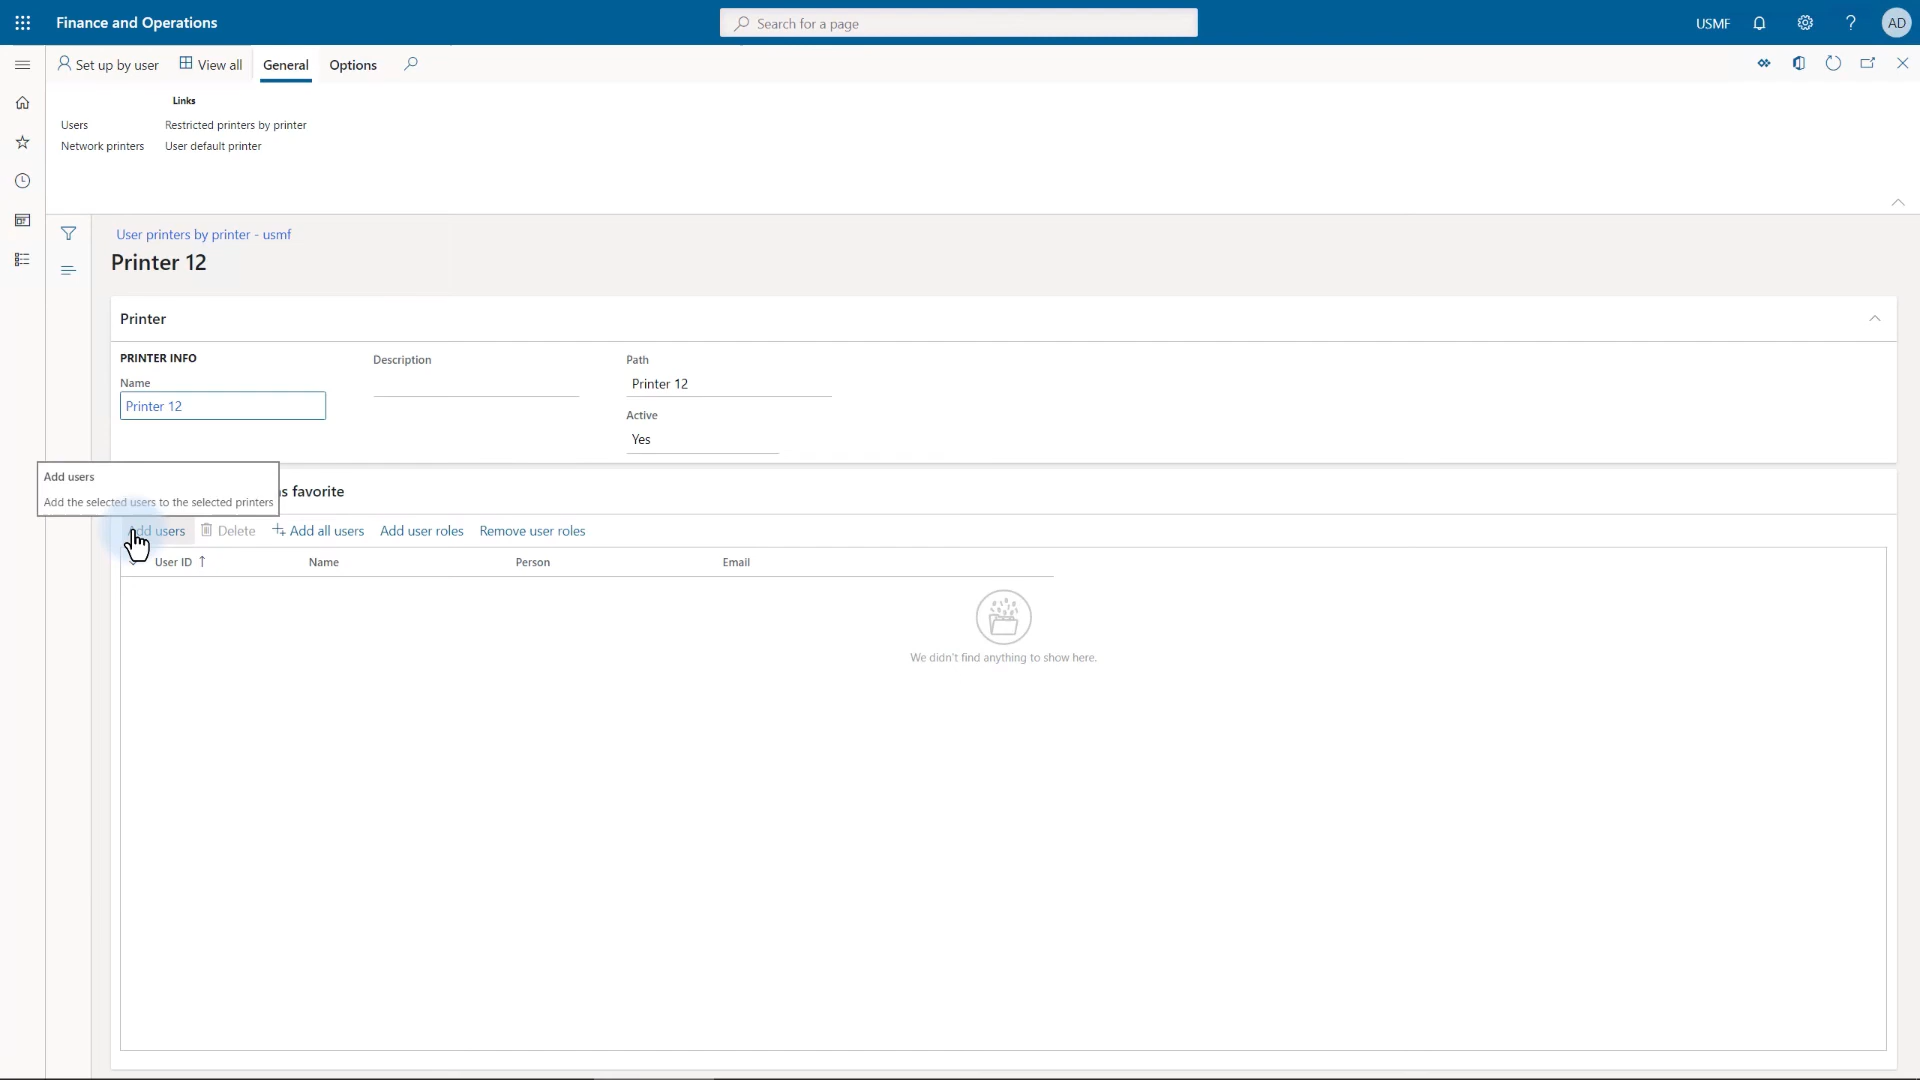 Finance and Operations
Search for a page
USMF
?
AD
Set up by user
View all
General
Options
Links
Users
Restricted printers by printer
Network printers
User default printer
User printers by printer - usmf
Printer 12
Printer
PRINTER INFO
Description
Path
Name
Printer 12
Printer 12
Active
Yes
Add users
Add the selected users to the selected printers
as favorite
Add users
Delete
Add all users
Add user roles
Remove user roles
User ID ↑
Name
Person
Email
We didn't find anything to show here.